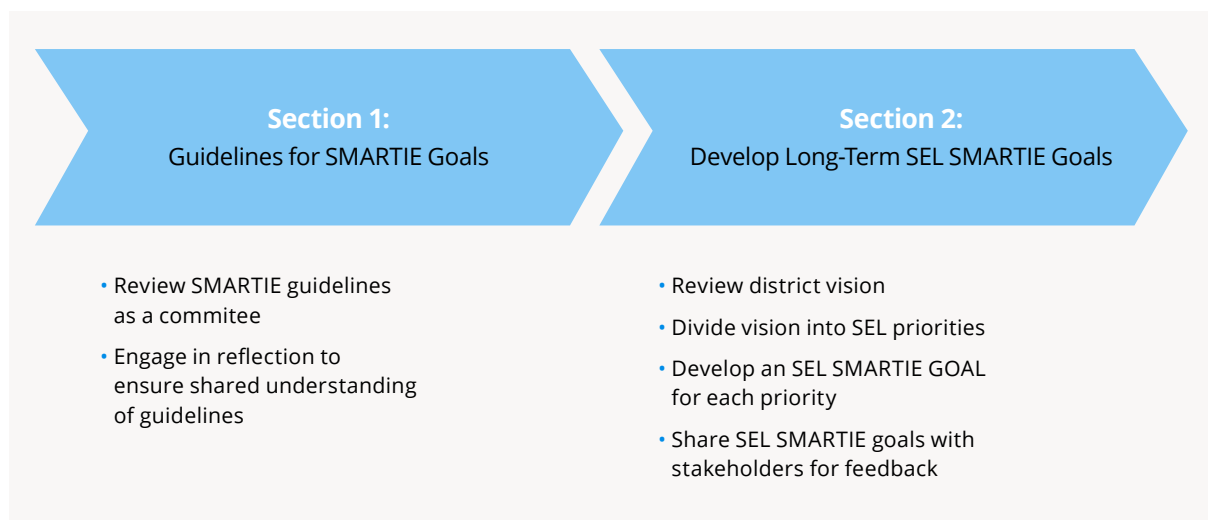 Section 1:
Guidelines for SMARTIE Goals
• Review SMARTIE guidelines
as a commitee
• Engage in reflection to
ensure shared understanding
of guidelines
Section 2:
Develop Long-Term SEL SMARTIE Goals
• Review district vision
• Divide vision into SEL priorities
• Develop an SEL SMARTIE GOAL
for each priority
• Share SEL SMARTIE goals with
stakeholders for feedback